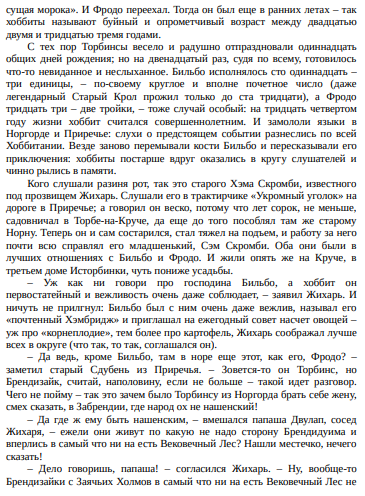 сущая морока». И Фродо переехал. Тогда он был еще в ранних летах – так
хоббиты называют буйный и опрометчивый возраст между двадцатью
двумя и тридцатью тремя годами.
С тех пор Торбинсы весело и радушно отпраздновали одиннадцать
общих дней рождения; но на двенадцатый раз, судя по всему, готовилось
что-то невиданное и неслыханное. Бильбо исполнялось сто одиннадцать –
три единицы, – по-своему круглое и вполне почетное число (даже
легендарный Старый Крол прожил только до ста тридцати), а Фродо
тридцать три – две тройки, – тоже случай особый: на тридцать четвертом
году жизни хоббит считался совершеннолетним. И замололи языки в
Норгорде и Приречье: слухи о предстоящем событии разнеслись по всей
Хоббитании. Везде заново перемывали кости Бильбо и пересказывали его
приключения: хоббиты постарше вдруг оказались в кругу слушателей и
чинно рылись в памяти.
Кого слушали разиня рот, так это старого Хэма Скромби, известного
под прозвищем Жихарь. Слушали его в трактирчике «Укромный уголок» на
дороге в Приречье; а говорил он веско, потому что лет сорок, не меньше,
садовничал в Торбе-на-Круче, да еще до того пособлял там же старому
Норну. Теперь он и сам состарился, стал тяжел на подъем, и работу за него
почти всю справлял его младшенький, Сэм Скромби. Оба они были в
лучших отношениях с Бильбо и Фродо. И жили опять же на Круче, в
третьем доме Исторбинки, чуть пониже усадьбы.
– Уж как ни говори про господина Бильбо, а хоббит он
первостатейный и вежливость очень даже соблюдает, – заявил Жихарь. И
ничуть не прилгнул: Бильбо был с ним очень даже вежлив, называл его
«почтенный Хэмбридж» и приглашал на ежегодный совет насчет овощей –
уж про «корнеплодие», тем более про картофель, Жихарь соображал лучше
всех в округе (что так, то так, соглашался он).
– Да ведь, кроме Бильбо, там в норе еще этот, как его, Фродо? –
заметил старый Сдубень из Приречья. – Зовется-то он Торбинс, но
Брендизайк, считай, наполовину, если не больше – такой идет разговор.
Чего не пойму – так это зачем было Торбинсу из Норгорда брать себе жену,
смех сказать, в Забрендии, где народ ох не нашенский!
– Да где ж ему быть нашенским, – вмешался папаша Двулап, сосед
Жихаря, – ежели они живут по какую не надо сторону Брендидуима и
вперлись в самый что ни на есть Вековечный Лес? Нашли местечко, нечего
сказать!
– Дело говоришь, папаша! – согласился Жихарь. – Ну, вообще-то
Брендизайки с Заячьих Холмов в самый что ни на есть Вековечный Лес не